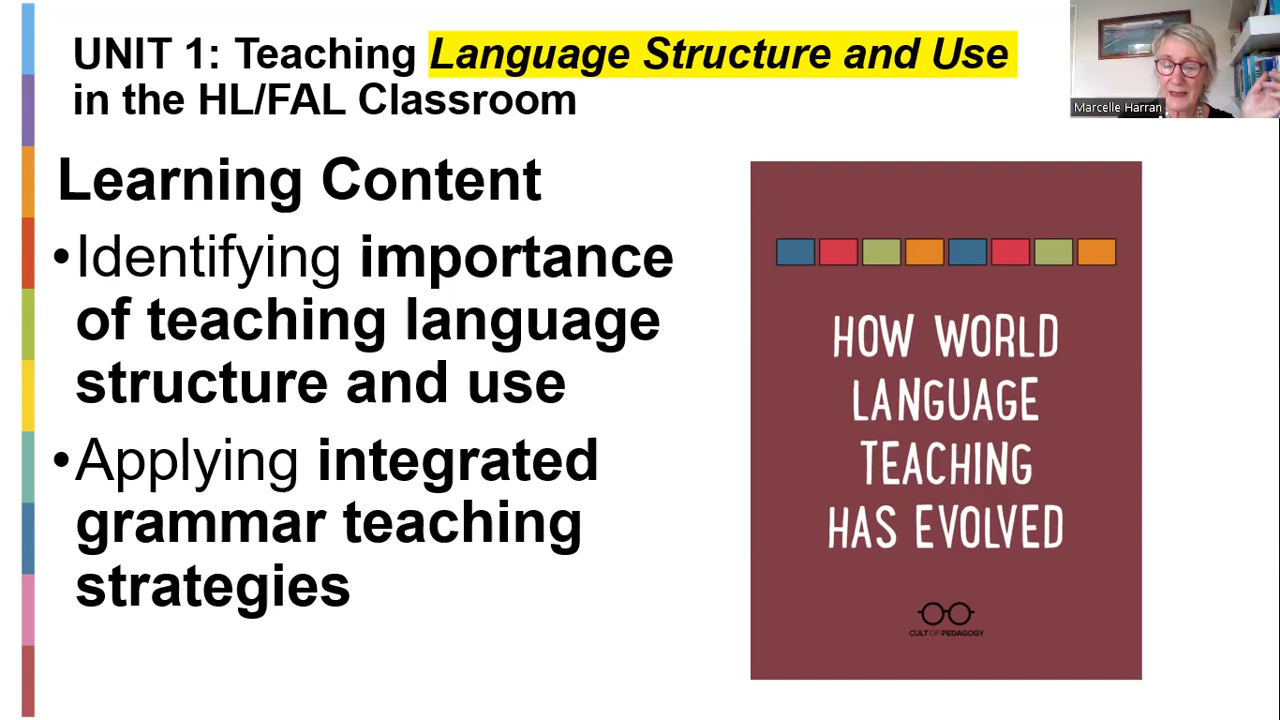 UNIT 1: Teaching Language Structure and Use
in the HL/FAL Classroom
Marcelle Harran
Learning Content
•Identifying importance
of teaching language
structure and use
•Applying integrated
grammar teaching
strategies
HOW WORLD
LANGUAGE
TEACHING
HAS EVOLVED
CULT OF PEDAGOGY